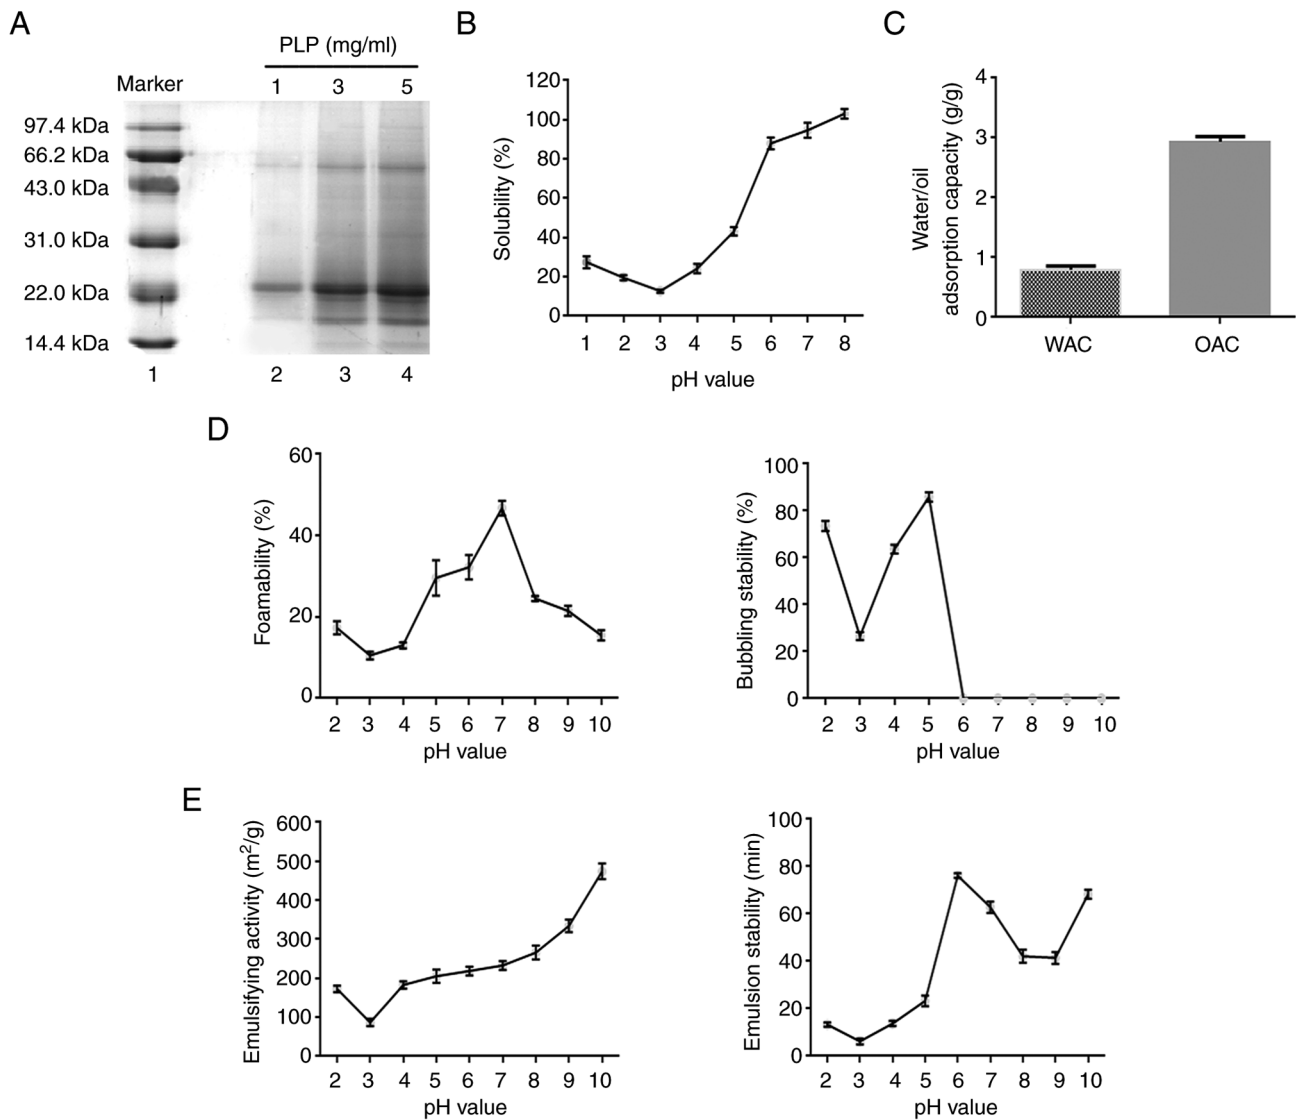 A
PLP (mg/ml)
Marker 1 3 5
97.4 kDa
66.2 kDa
43.0 kDa
31.0 kDa
22.0 kDa
14.4 kDa
1 2 3 4
B
Solubility (%)
120
100
80
60
40
20
0
1 2 3 4 5 6 7 8
pH value
C
Water/oil
adsorption capacity (g/g)
4
3
2
1
0
WAC OAC
D
Foamability (%)
60
40
20
0
2 3 4 5 6 7 8 9 10
pH value
Bubbling stability (%)
100
80
60
40
20
0
2 3 4 5 6 7 8 9 10
pH value
E
Emulsifying activity (m²/g)
600
500
400
300
200
100
0
2 3 4 5 6 7 8 9 10
pH value
Emulsion stability (min)
100
80
60
40
20
0
2 3 4 5 6 7 8 9 10
pH value